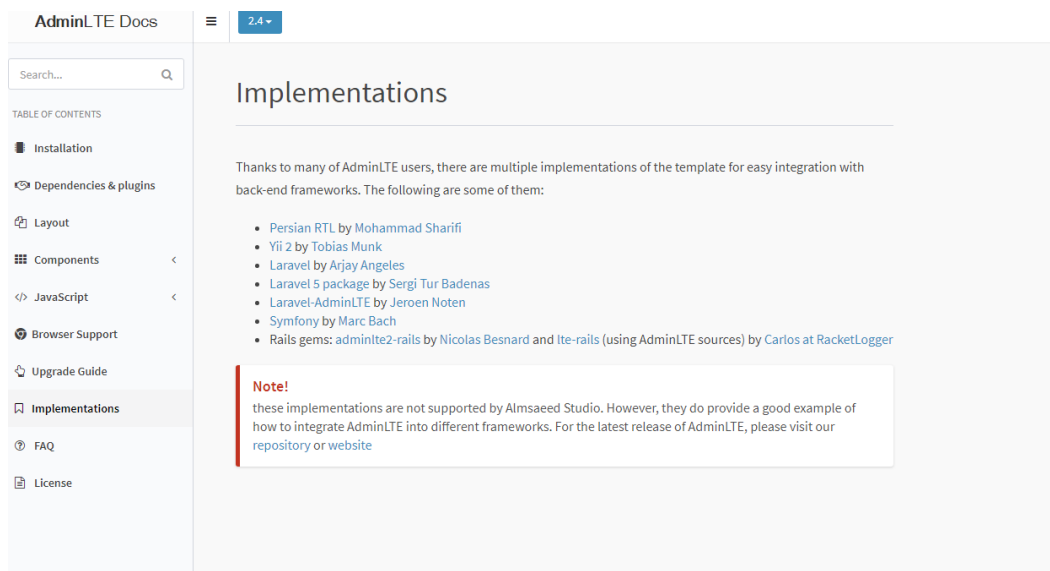 AdminLTE Docs
2.4
Search...
TABLE OF CONTENTS
Installation
Dependencies & plugins
Layout
Components
JavaScript
Browser Support
Upgrade Guide
Implementations
FAQ
License
Implementations
Thanks to many of AdminLTE users, there are multiple implementations of the template for easy integration with
back-end frameworks. The following are some of them:
Persian RTL by Mohammad Sharifi
Yii 2 by Tobias Munk
Laravel by Arjay Angeles
Laravel 5 package by Sergi Tur Badenas
Laravel-AdminLTE by Jeroen Noten
Symfony by Marc Bach
Rails gems: adminlte2-rails by Nicolas Besnard and lte-rails (using AdminLTE sources) by Carlos at RacketLogger
Note!
these implementations are not supported by Almsaeed Studio. However, they do provide a good example of
how to integrate AdminLTE into different frameworks. For the latest release of AdminLTE, please visit our
repository or website